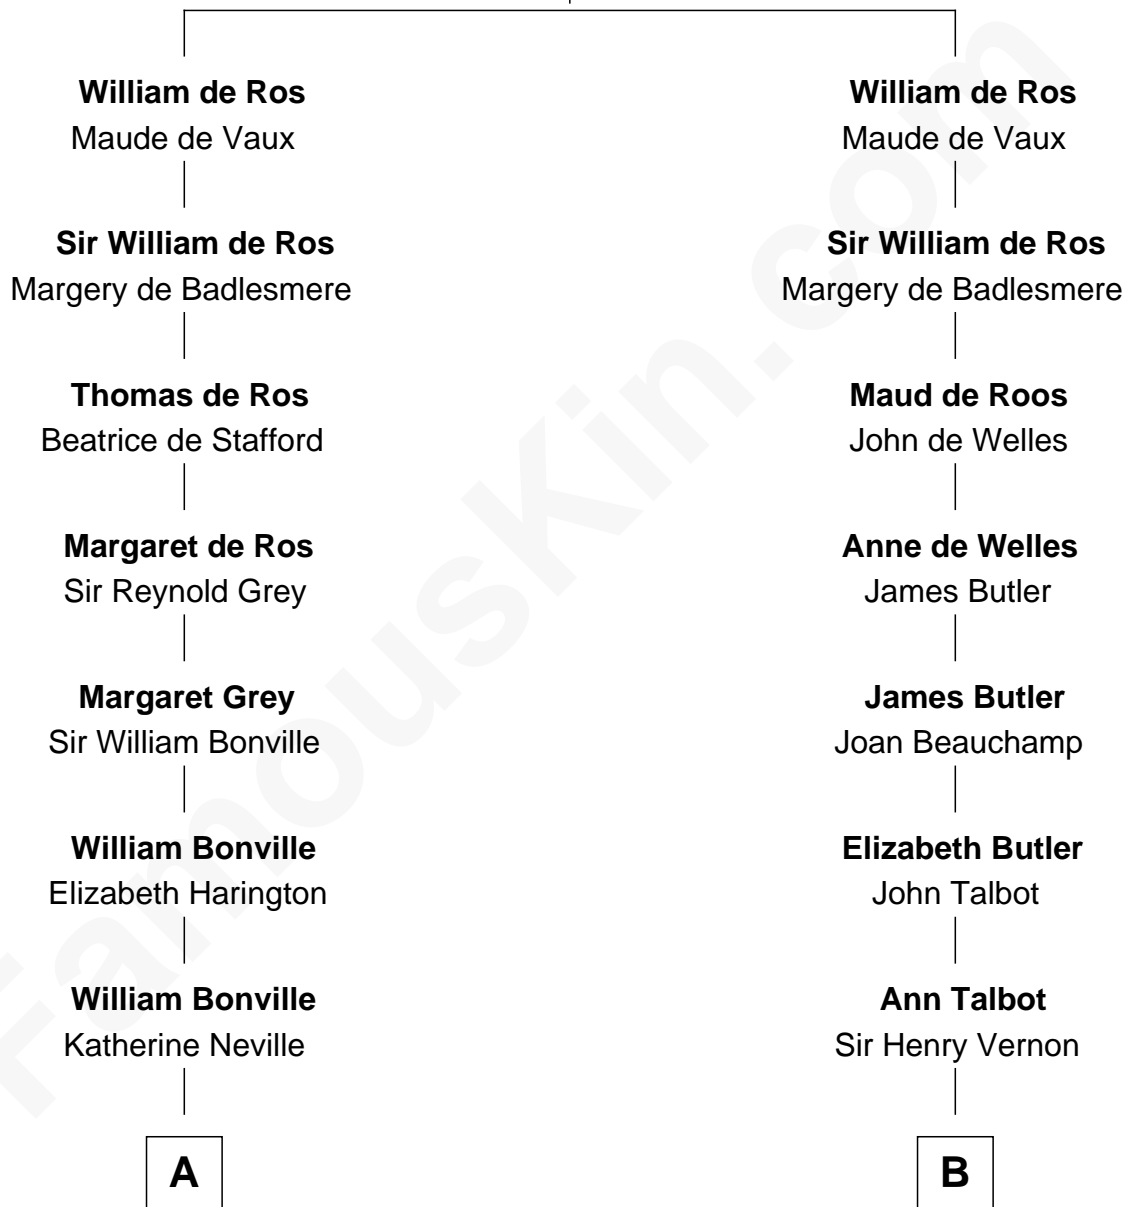 William de Ros
Maude de Vaux
Sir William de Ros
Margery de Badlesmere
Thomas de Ros
Beatrice de Stafford
Margaret de Ros
Sir Reynold Grey
Margaret Grey
Sir William Bonville
William Bonville
Elizabeth Harington
William Bonville
Katherine Neville
A
William de Ros
Maude de Vaux
Sir William de Ros
Margery de Badlesmere
Maud de Roos
John de Welles
Anne de Welles
James Butler
James Butler
Joan Beauchamp
Elizabeth Butler
John Talbot
Ann Talbot
Sir Henry Vernon
B
FamousKin.com